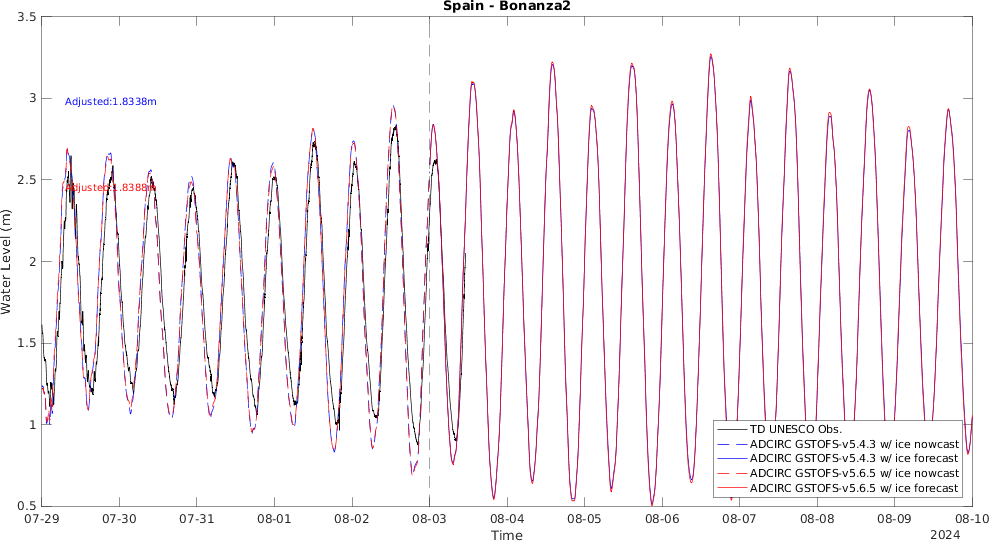 Spain - Bonanza2
Water Level (m)
3.5
3
2.5
2
1.5
1
0.5
Adjusted:1.8338m
Adjusted:1.8388m
TD UNESCO Obs.
ADCIRC GSTOFS-v5.4.3 w/ ice nowcast
ADCIRC GSTOFS-v5.4.3 w/ ice forecast
ADCIRC GSTOFS-v5.6.5 w/ ice nowcast
ADCIRC GSTOFS-v5.6.5 w/ ice forecast
07-29 07-30 07-31 08-01 08-02 08-03 08-04 08-05 08-06 08-07 08-08 08-09 08-10
Time
2024